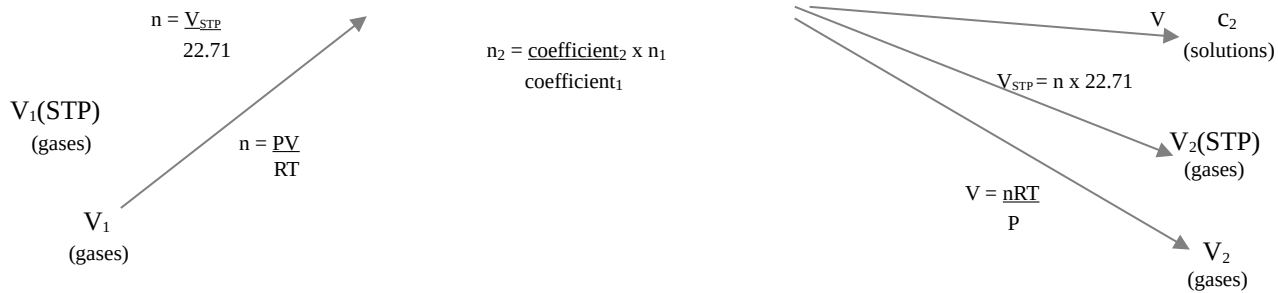 n = V_STP
22.71
V₁(STP)
(gases)
n = PV
RT
V₁
(gases)
n₂ = coefficient₂ x n₁
coefficient₁
V
c₂
(solutions)
V_STP = n x 22.71
V₂(STP)
(gases)
V = nRT
P
V₂
(gases)